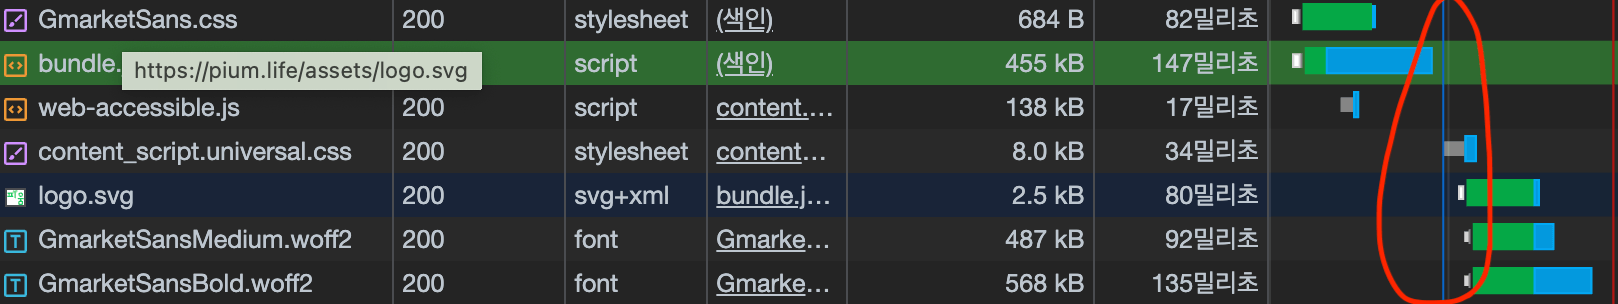 GmarketSans.css 200 stylesheet (색인) 684 B 82밀리초
bundle. script (색인) 455 kB 147밀리초
https://pium.life/assets/logo.svg
web-accessible.js 200 script content.… 138 kB 17밀리초
content_script.universal.css 200 stylesheet content… 8.0 kB 34밀리초
logo.svg 200 svg+xml bundle.j… 2.5 kB 80밀리초
GmarketSansMedium.woff2 200 font Gmarke… 487 kB 92밀리초
GmarketSansBold.woff2 200 font Gmarke… 568 kB 135밀리초